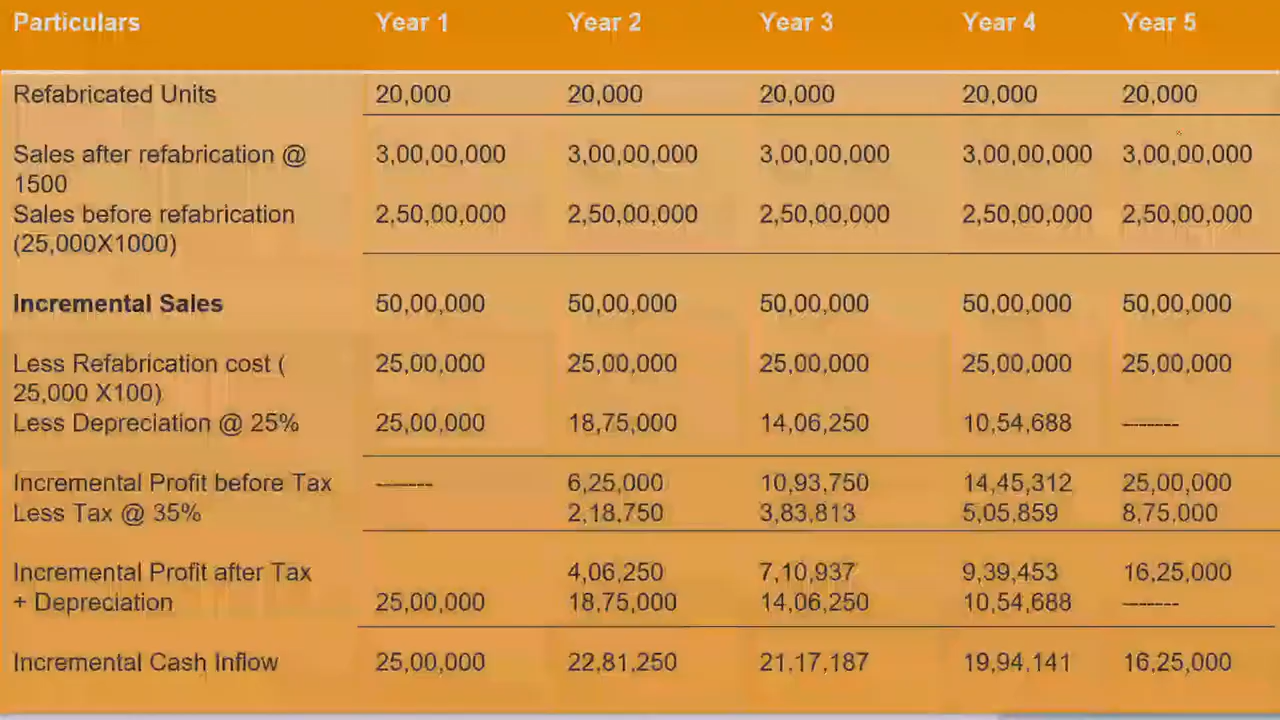 Particulars Year 1 Year 2 Year 3 Year 4 Year 5
Refabricated Units 20,000 20,000 20,000 20,000 20,000
Sales after refabrication @ 3,00,00,000 3,00,00,000 3,00,00,000 3,00,00,000 3,00,00,000
1500
Sales before refabrication 2,50,00,000 2,50,00,000 2,50,00,000 2,50,00,000 2,50,00,000
(25,000X1000)
Incremental Sales 50,00,000 50,00,000 50,00,000 50,00,000 50,00,000
Less Refabrication cost ( 25,00,000 25,00,000 25,00,000 25,00,000 25,00,000
25,000 X100)
Less Depreciation @ 25% 25,00,000 18,75,000 14,06,250 10,54,688 -------
Incremental Profit before Tax ------- 6,25,000 10,93,750 14,45,312 25,00,000
Less Tax @ 35% 2,18,750 3,83,813 5,05,859 8,75,000
Incremental Profit after Tax 4,06,250 7,10,937 9,39,453 16,25,000
+ Depreciation 25,00,000 18,75,000 14,06,250 10,54,688 -------
Incremental Cash Inflow 25,00,000 22,81,250 21,17,187 19,94,141 16,25,000